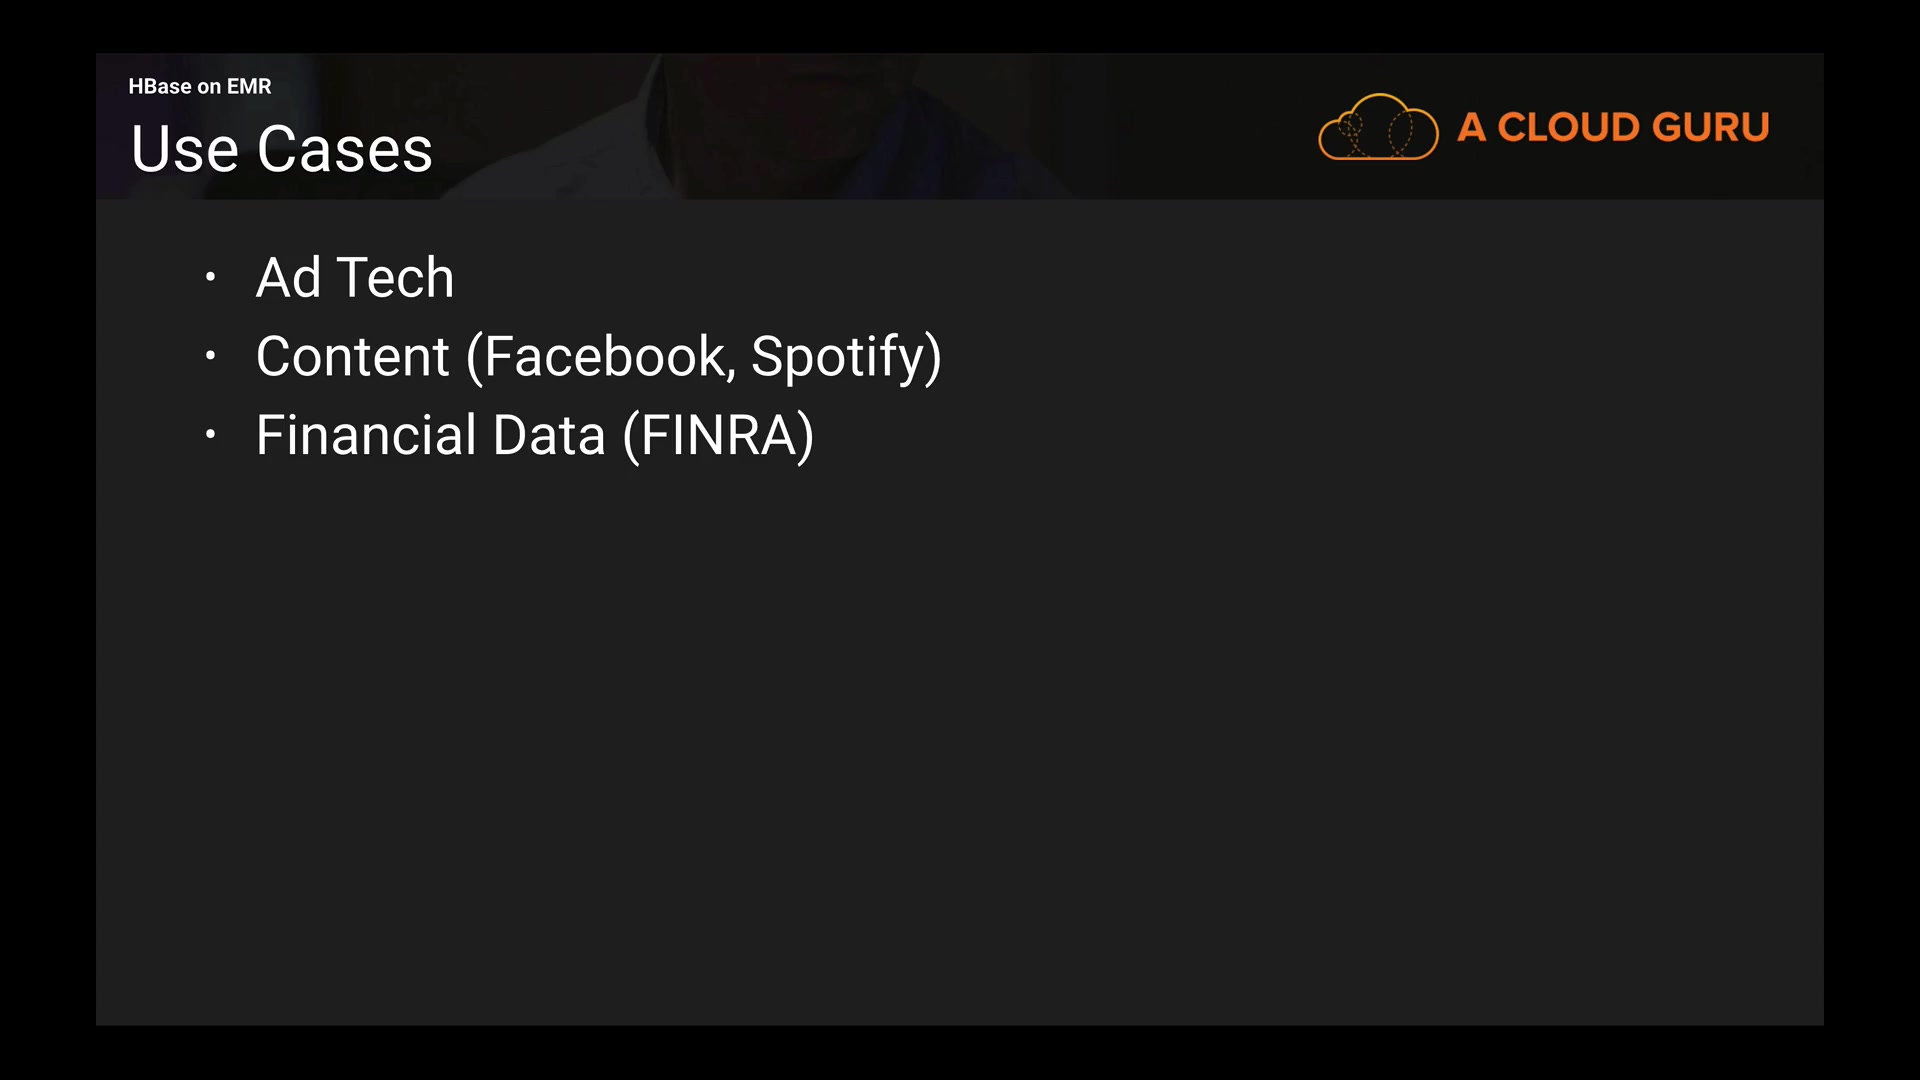 HBase on EMR
Use Cases
A CLOUD GURU
• Ad Tech
• Content (Facebook, Spotify)
• Financial Data (FINRA)